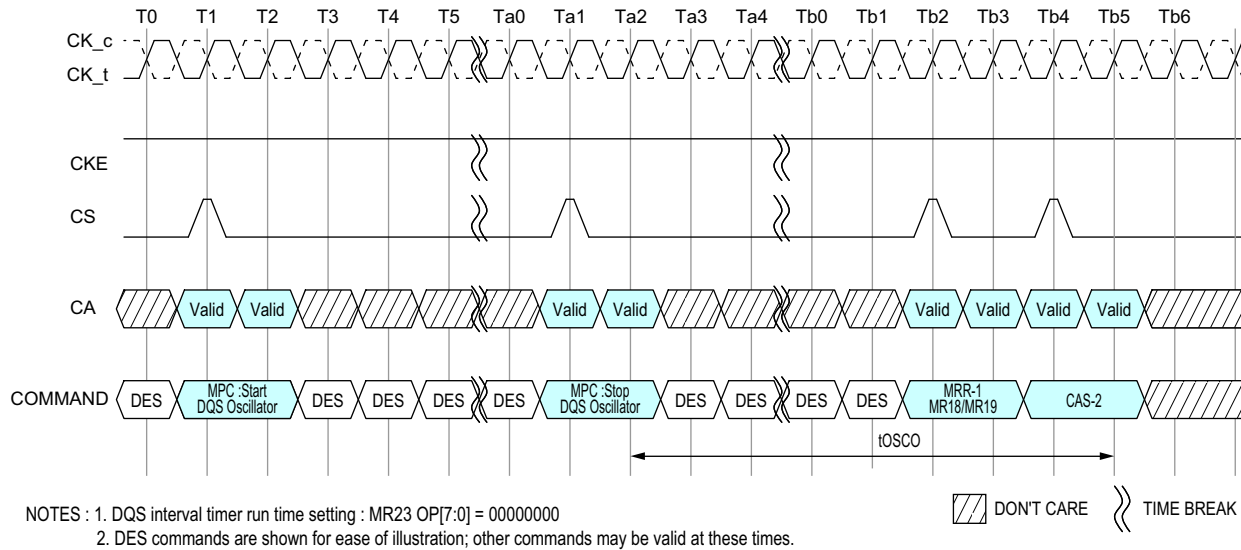 T0 T1 T2 T3 T4 T5 Ta0 Ta1 Ta2 Ta3 Ta4 Tb0 Tb1 Tb2 Tb3 Tb4 Tb5 Tb6
CK_c
CK_t
CKE
CS
CA Valid Valid Valid Valid Valid Valid Valid Valid
COMMAND DES MPC :Start DQS Oscillator DES DES DES DES MPC :Stop DQS Oscillator DES DES DES DES MRR-1 MR18/MR19 CAS-2
tOSCO
DON'T CARE TIME BREAK
NOTES : 1. DQS interval timer run time setting : MR23 OP[7:0] = 00000000
2. DES commands are shown for ease of illustration; other commands may be valid at these times.